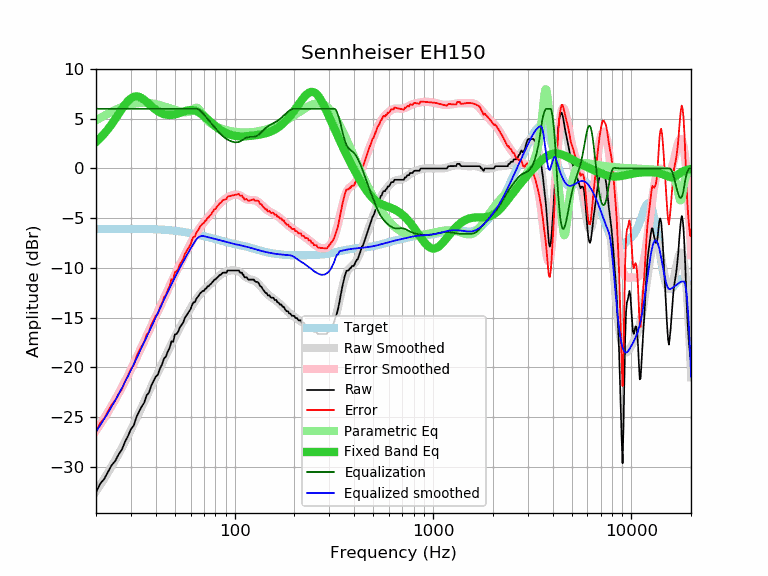 Sennheiser EH150
10
5
0
−5
−10
−15
−20
−25
−30
Amplitude (dBr)
Target
Raw Smoothed
Error Smoothed
Raw
Error
Parametric Eq
Fixed Band Eq
Equalization
Equalized smoothed
100
1000
10000
Frequency (Hz)